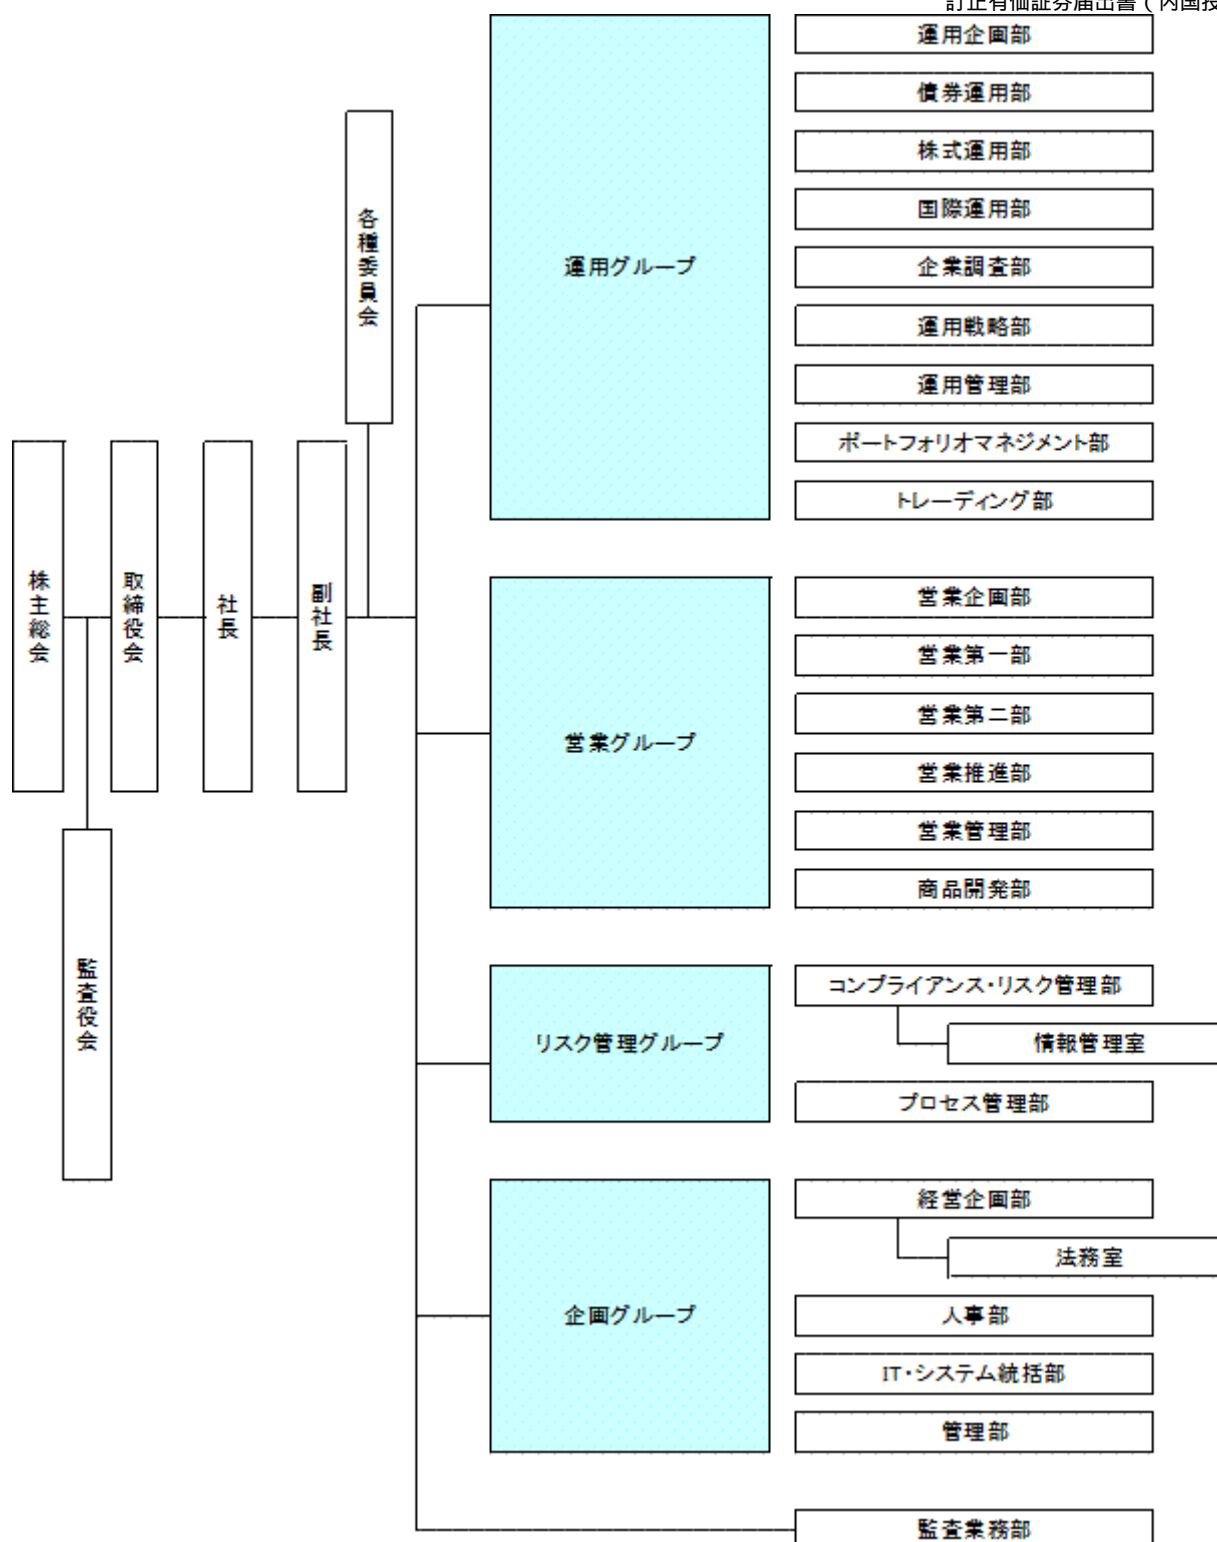 訂正有価証券届出書(内国投
株主総会
監査役会
取締役会
社長
副社長
各種委員会
運用グループ
運用企画部
債券運用部
株式運用部
国際運用部
企業調査部
運用戦略部
運用管理部
ポートフォリオマネジメント部
トレーディング部
営業グループ
営業企画部
営業第一部
営業第二部
営業推進部
営業管理部
商品開発部
リスク管理グループ
コンプライアンス・リスク管理部
情報管理室
プロセス管理部
企画グループ
経営企画部
法務室
人事部
IT・システム統括部
管理部
監査業務部